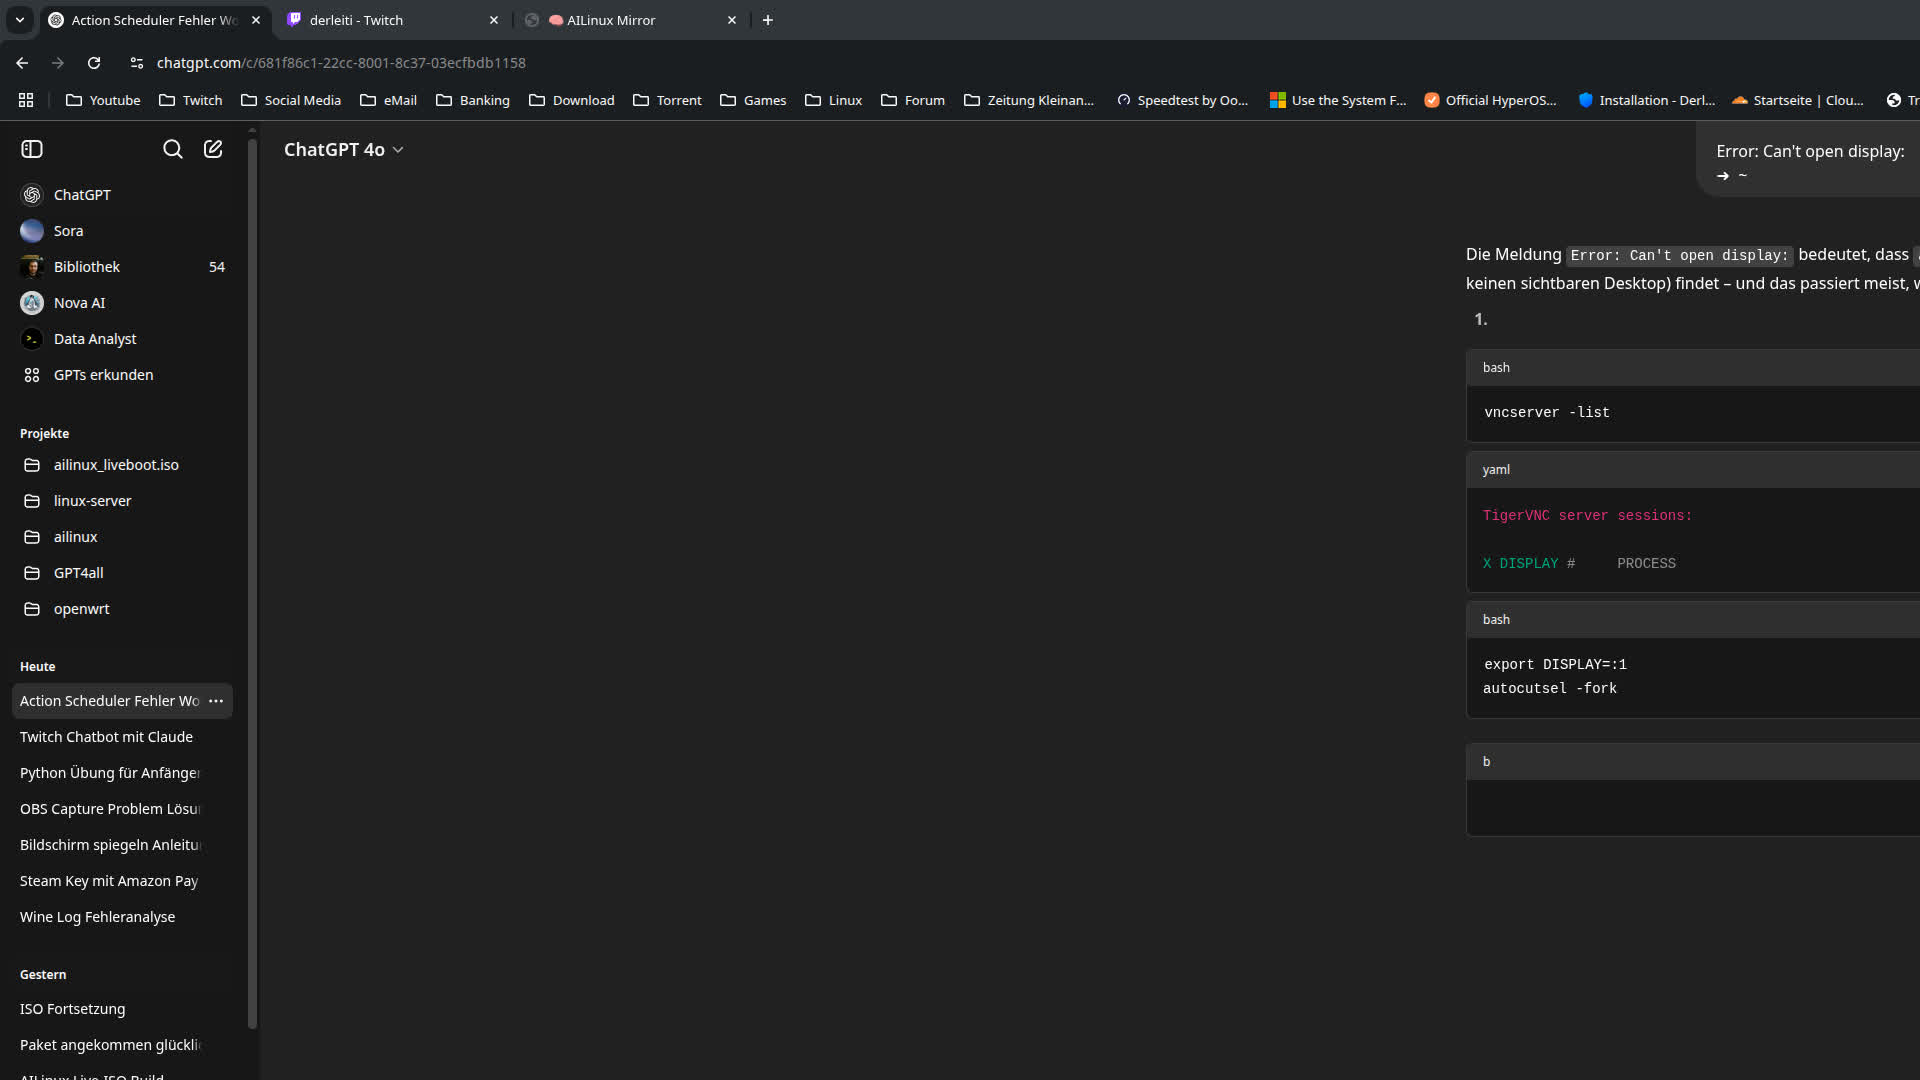 Action Scheduler Fehler Wo
derleiti - Twitch
AILinux Mirror
chatgpt.com/c/681f86c1-22cc-8001-8c37-03ecfbdb1158
Youtube
Twitch
Social Media
eMail
Banking
Download
Torrent
Games
Linux
Forum
Zeitung Kleinan...
Speedtest by Oo...
Use the System F...
Official HyperOS...
Installation - Derl...
Startseite | Clou...
Tr
ChatGPT
Sora
Bibliothek 54
Nova AI
Data Analyst
GPTs erkunden
Projekte
ailinux_liveboot.iso
linux-server
ailinux
GPT4all
openwrt
Heute
Action Scheduler Fehler Wo
Twitch Chatbot mit Claude
Python Übung für Anfänger
OBS Capture Problem Lösu
Bildschirm spiegeln Anleitu
Steam Key mit Amazon Pay
Wine Log Fehleranalyse
Gestern
ISO Fortsetzung
Paket angekommen glückli
AILinux Live ISO Build
ChatGPT 4o
Error: Can't open display:
➜ ~
Die Meldung Error: Can't open display: bedeutet, dass
keinen sichtbaren Desktop) findet – und das passiert meist,
1.
bash
vncserver -list
yaml
TigerVNC server sessions:
X DISPLAY # PROCESS
bash
export DISPLAY=:1
autocutsel -fork
b